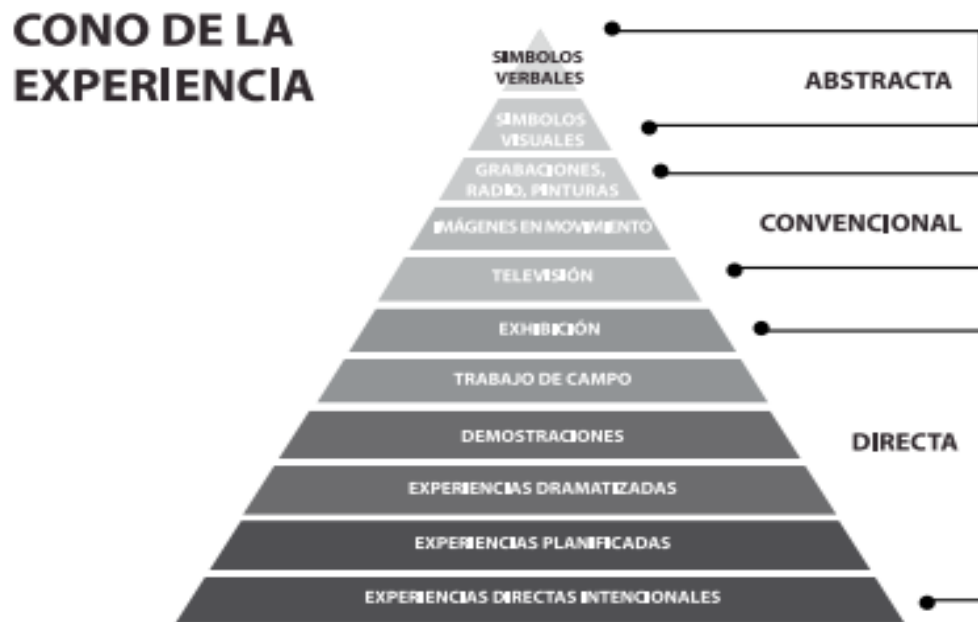 CONO DE LA
EXPERIENCIA
SIMBOLOS
VERBALES
ABSTRACTA
SIMBOLOS
VISUALES
GRABACIONES,
RADIO, PINTURAS
IMÁGENES EN MOVIMIENTO
CONVENCIONAL
TELEVISIÓN
EXHIBICIÓN
TRABAJO DE CAMPO
DEMOSTRACIONES
DIRECTA
EXPERIENCIAS DRAMATIZADAS
EXPERIENCIAS PLANIFICADAS
EXPERIENCIAS DIRECTAS INTENCIONALES